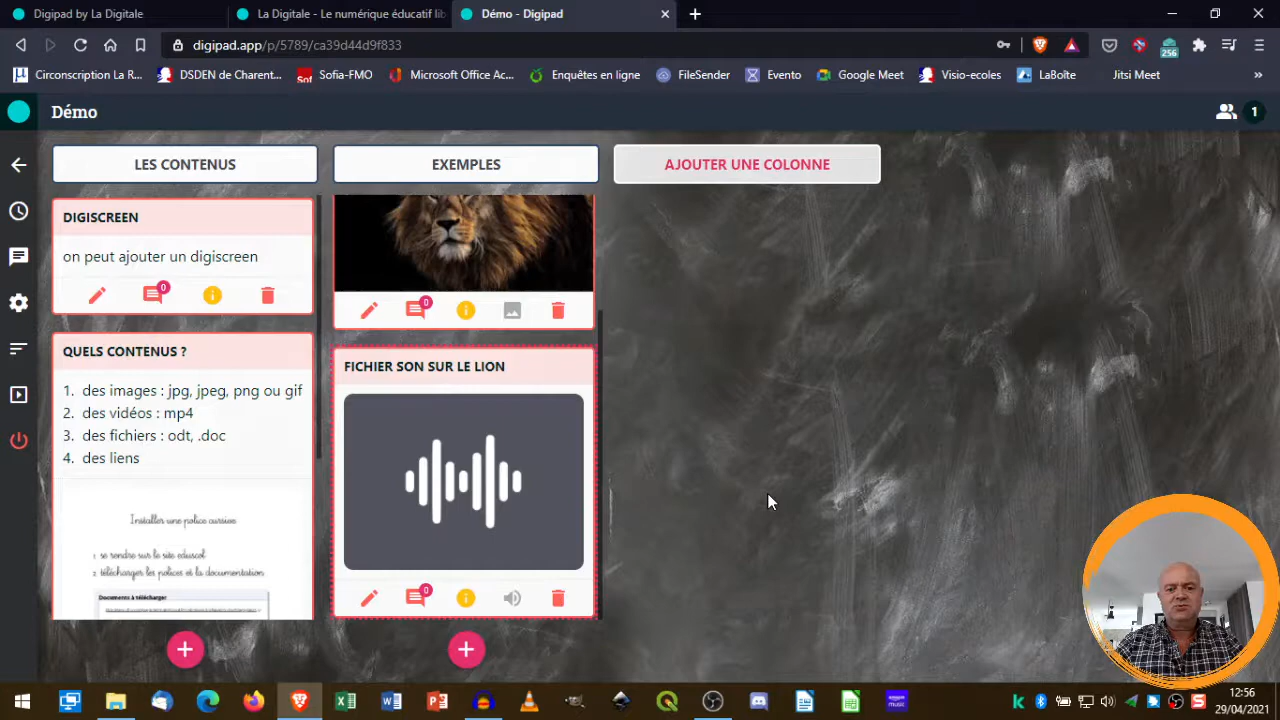 Digipad by La Digitale
La Digitale - Le numérique éducatif lib
Démo - Digipad
digipad.app/p/5789/ca39d44d9f833
256
Circonscription La R...
DSDEN de Charent...
Sofia-FMO
Microsoft Office Ac...
Enquêtes en ligne
FileSender
Evento
Google Meet
Visio-ecoles
LaBoîte
Jitsi Meet
»
Démo
1
LES CONTENUS
EXEMPLES
AJOUTER UNE COLONNE
DIGISCREEN
on peut ajouter un digiscreen
0
0
QUELS CONTENUS ?
1. des images : jpg, jpeg, png ou gif
2. des vidéos : mp4
3. des fichiers : odt, .doc
4. des liens
Installer une police cursive
1. se rendre sur le site eduscol
2. télécharger les polices et la documentation
Documents à télécharger
FICHIER SON SUR LE LION
0
12:56
29/04/2021